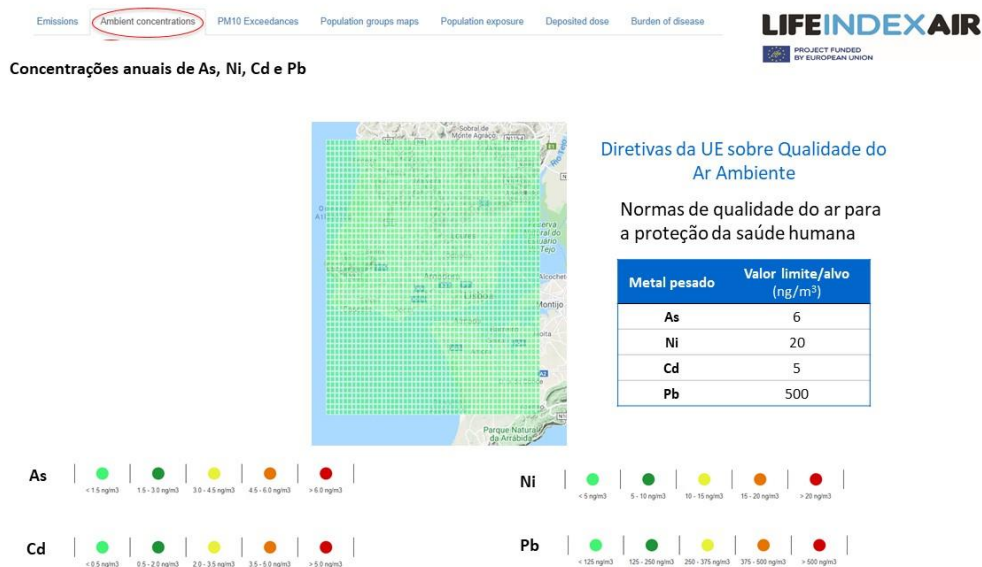 Emissions Ambient concentrations PM10 Exceedances Population groups maps Population exposure Deposited dose Burden of disease
LIFEINDEXAIR
PROJECT FUNDED
BY EUROPEAN UNION
Concentrações anuais de As, Ni, Cd e Pb
Sobral de
Monte Agraço
Lisboa
Alcochet
Montijo
Parque Natural
da Arrábida
Diretivas da UE sobre Qualidade do
Ar Ambiente
Normas de qualidade do ar para
a proteção da saúde humana
Metal pesado Valor limite/alvo
(ng/m³)
As 6
Ni 20
Cd 5
Pb 500
As
< 1.5 ng/m3 1.5 - 3.0 ng/m3 3.0 - 4.5 ng/m3 4.5 - 6.0 ng/m3 > 6.0 ng/m3
Ni
< 5 ng/m3 5 - 10 ng/m3 10 - 15 ng/m3 15 - 20 ng/m3 > 20 ng/m3
Cd
< 0.5 ng/m3 0.5 - 2.0 ng/m3 2.0 - 3.5 ng/m3 3.5 - 5.0 ng/m3 > 5.0 ng/m3
Pb
< 125 ng/m3 125 - 250 ng/m3 250 - 375 ng/m3 375 - 500 ng/m3 > 500 ng/m3